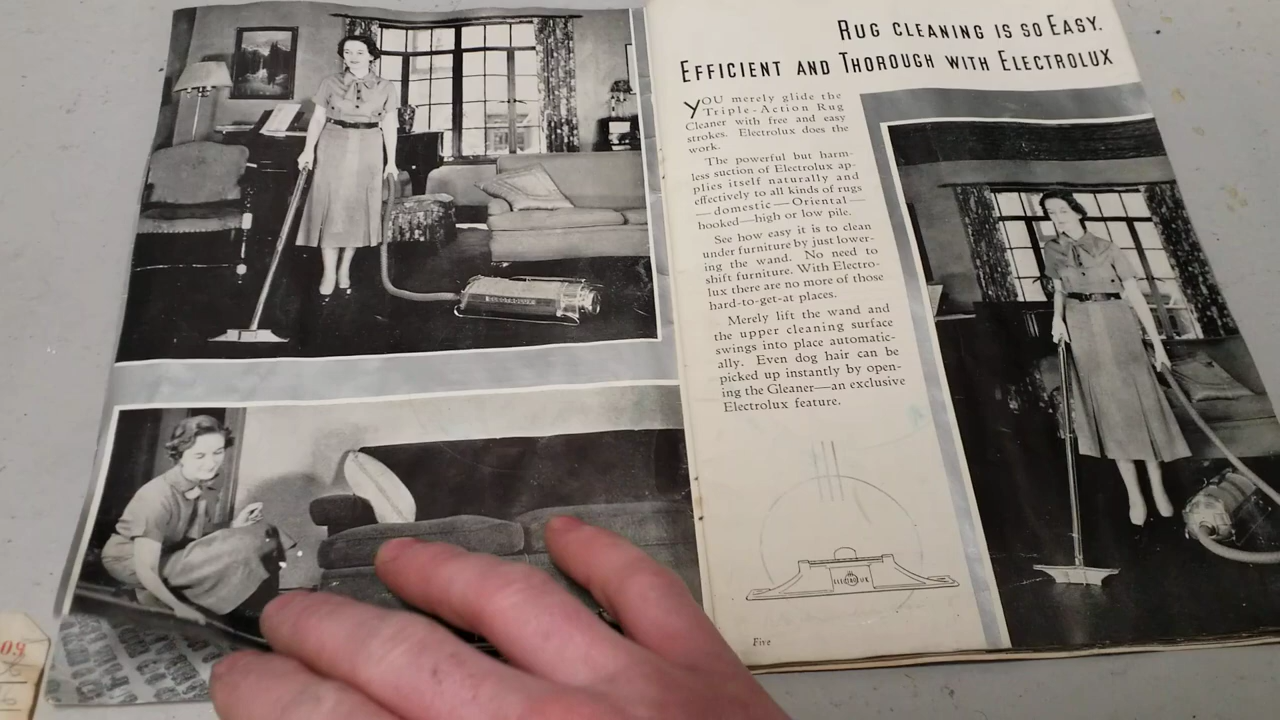 ELECTROLUX
RUG CLEANING IS SO EASY.
EFFICIENT AND THOROUGH WITH ELECTROLUX
YOU merely glide the
Triple-Action Rug
Cleaner with free and easy
strokes. Electrolux does the
work.
The powerful but harm-
less suction of Electrolux ap-
plies itself naturally and
effectively to all kinds of rugs
—domestic—Oriental—
hooked—high or low pile.
See how easy it is to clean
under furniture by just lower-
ing the wand. No need to
shift furniture. With Electro-
lux there are no more of those
hard-to-get-at places.
Merely lift the wand and
the upper cleaning surface
swings into place automatic-
ally. Even dog hair can be
picked up instantly by open-
ing the Gleaner—an exclusive
Electrolux feature.
ELECTROLUX
Five